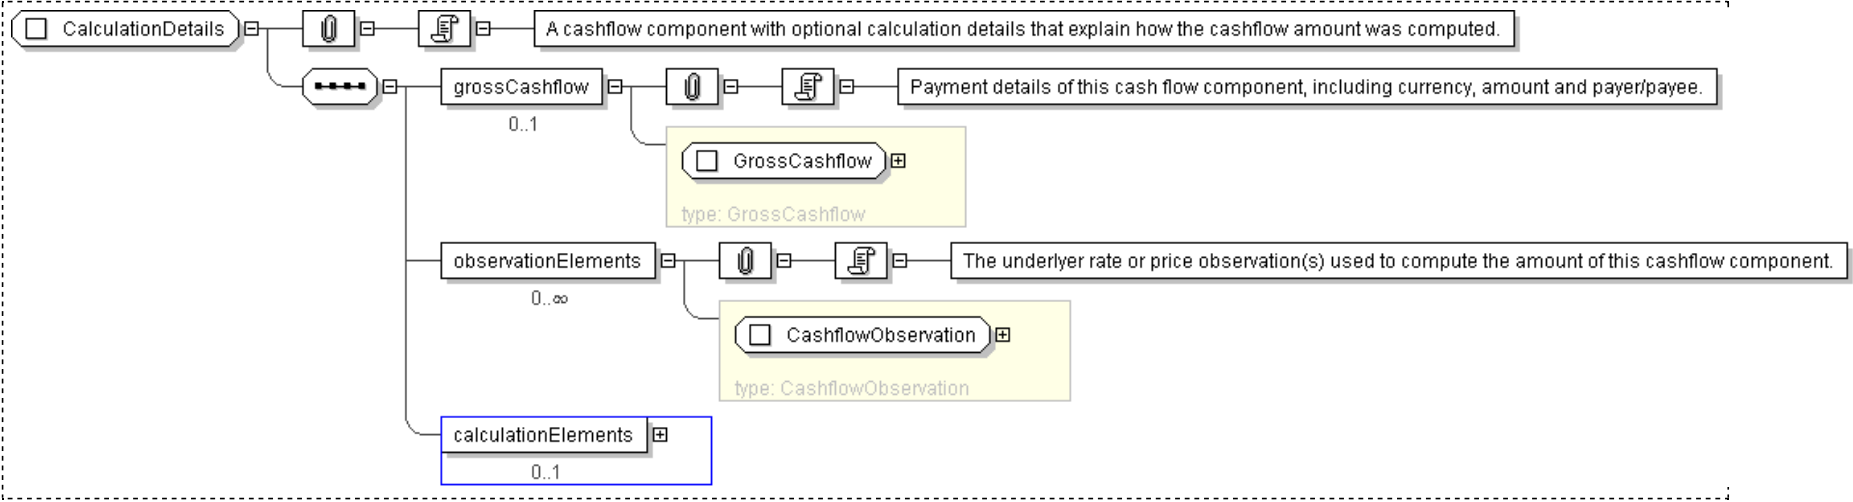 CalculationDetails
A cashflow component with optional calculation details that explain how the cashflow amount was computed.
grossCashflow
Payment details of this cash flow component, including currency, amount and payer/payee.
0..1
GrossCashflow
type: GrossCashflow
observationElements
The underlyer rate or price observation(s) used to compute the amount of this cashflow component.
0..∞
CashflowObservation
type: CashflowObservation
calculationElements
0..1